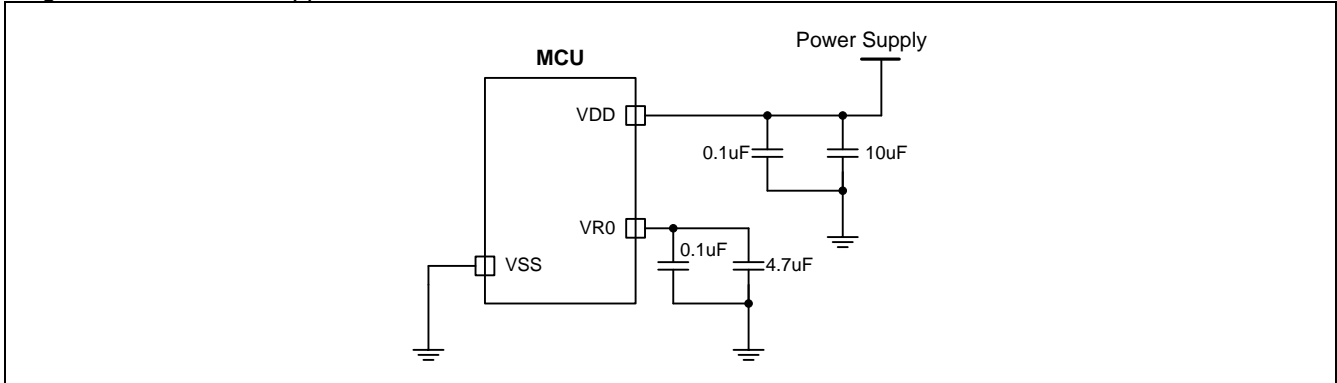 Power Supply
MCU
VDD
0.1uF
10uF
VR0
0.1uF
4.7uF
VSS